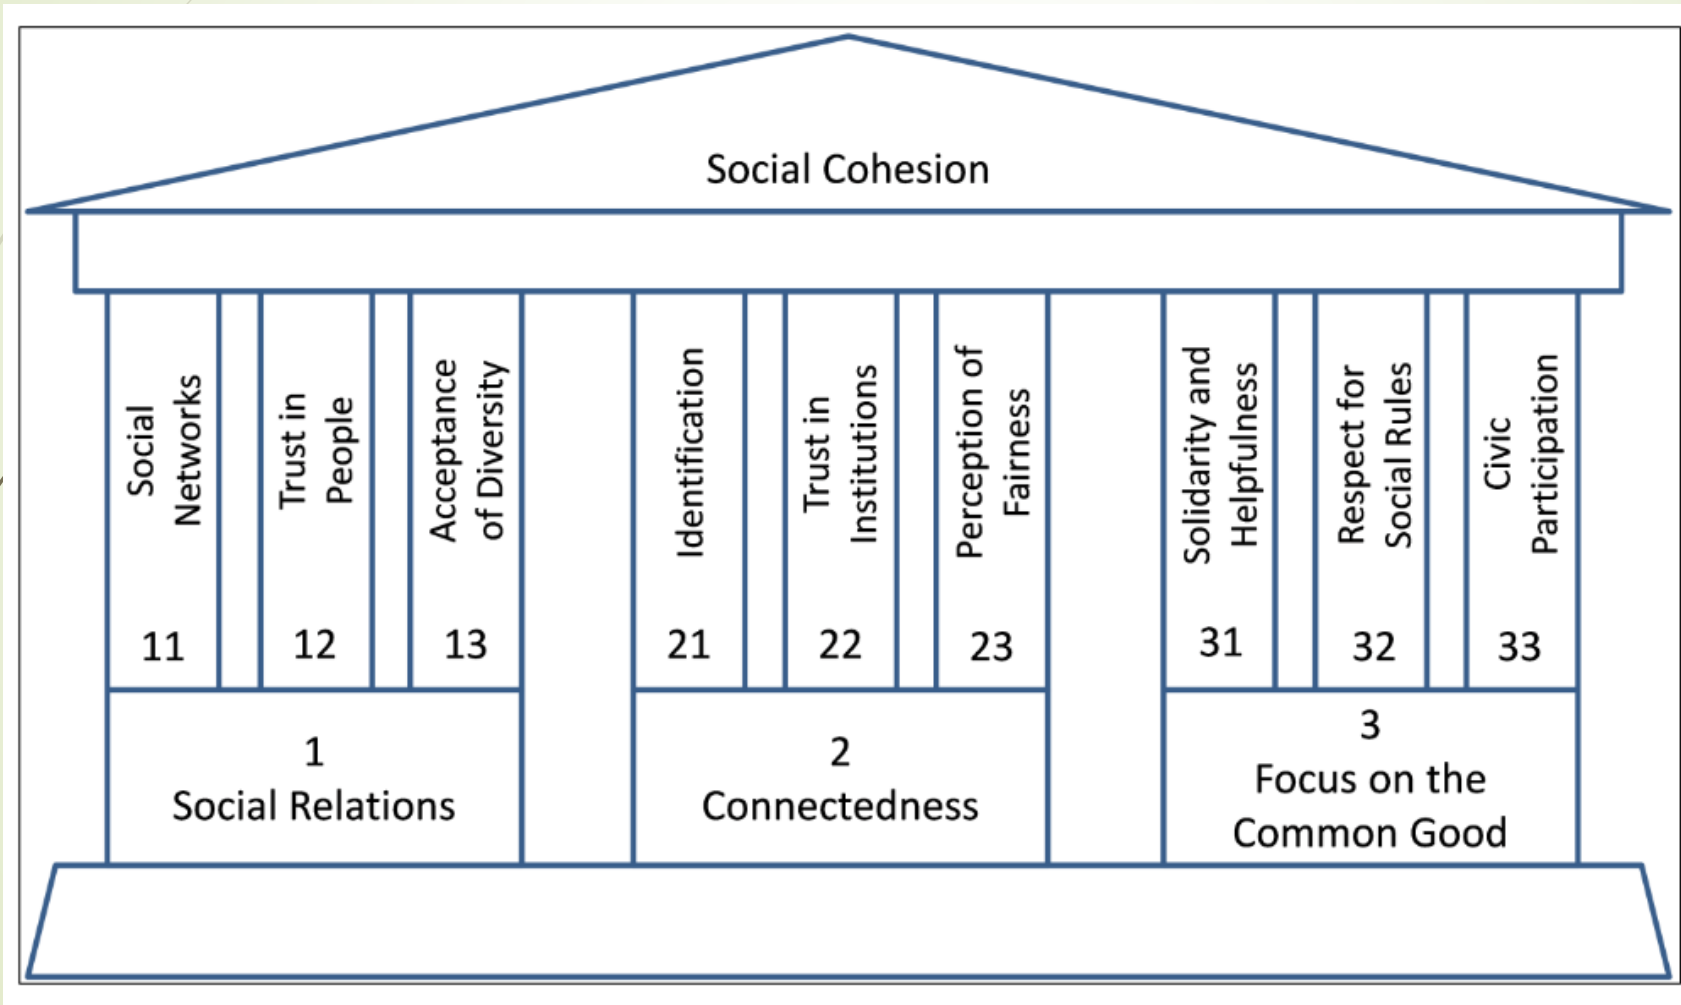 Social Cohesion
Social
Networks
11
Trust in
People
12
Acceptance
of Diversity
13
Identification
21
Trust in
Institutions
22
Perception of
Fairness
23
Solidarity and
Helpfulness
31
Respect for
Social Rules
32
Civic
Participation
33
1
Social Relations
2
Connectedness
3
Focus on the
Common Good